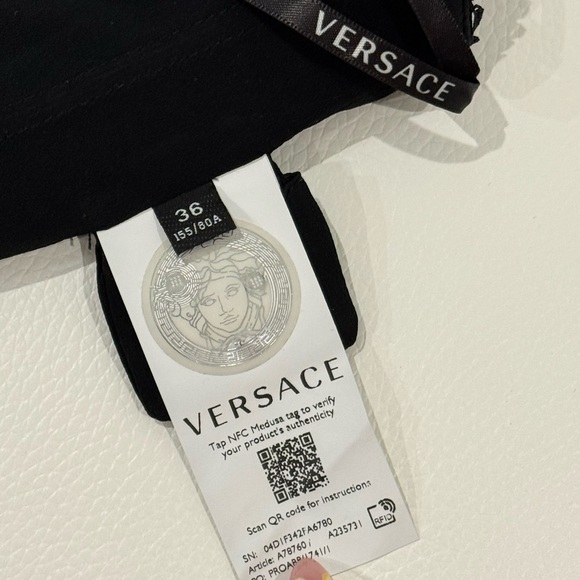 VERSACE
36
155/80A
VERSACE
Tap NFC Medusa tag to verify
your product's authenticity
Scan QR code for instructions
RFID
SN: 04D1F342FA6780
Article: A78760 A235731